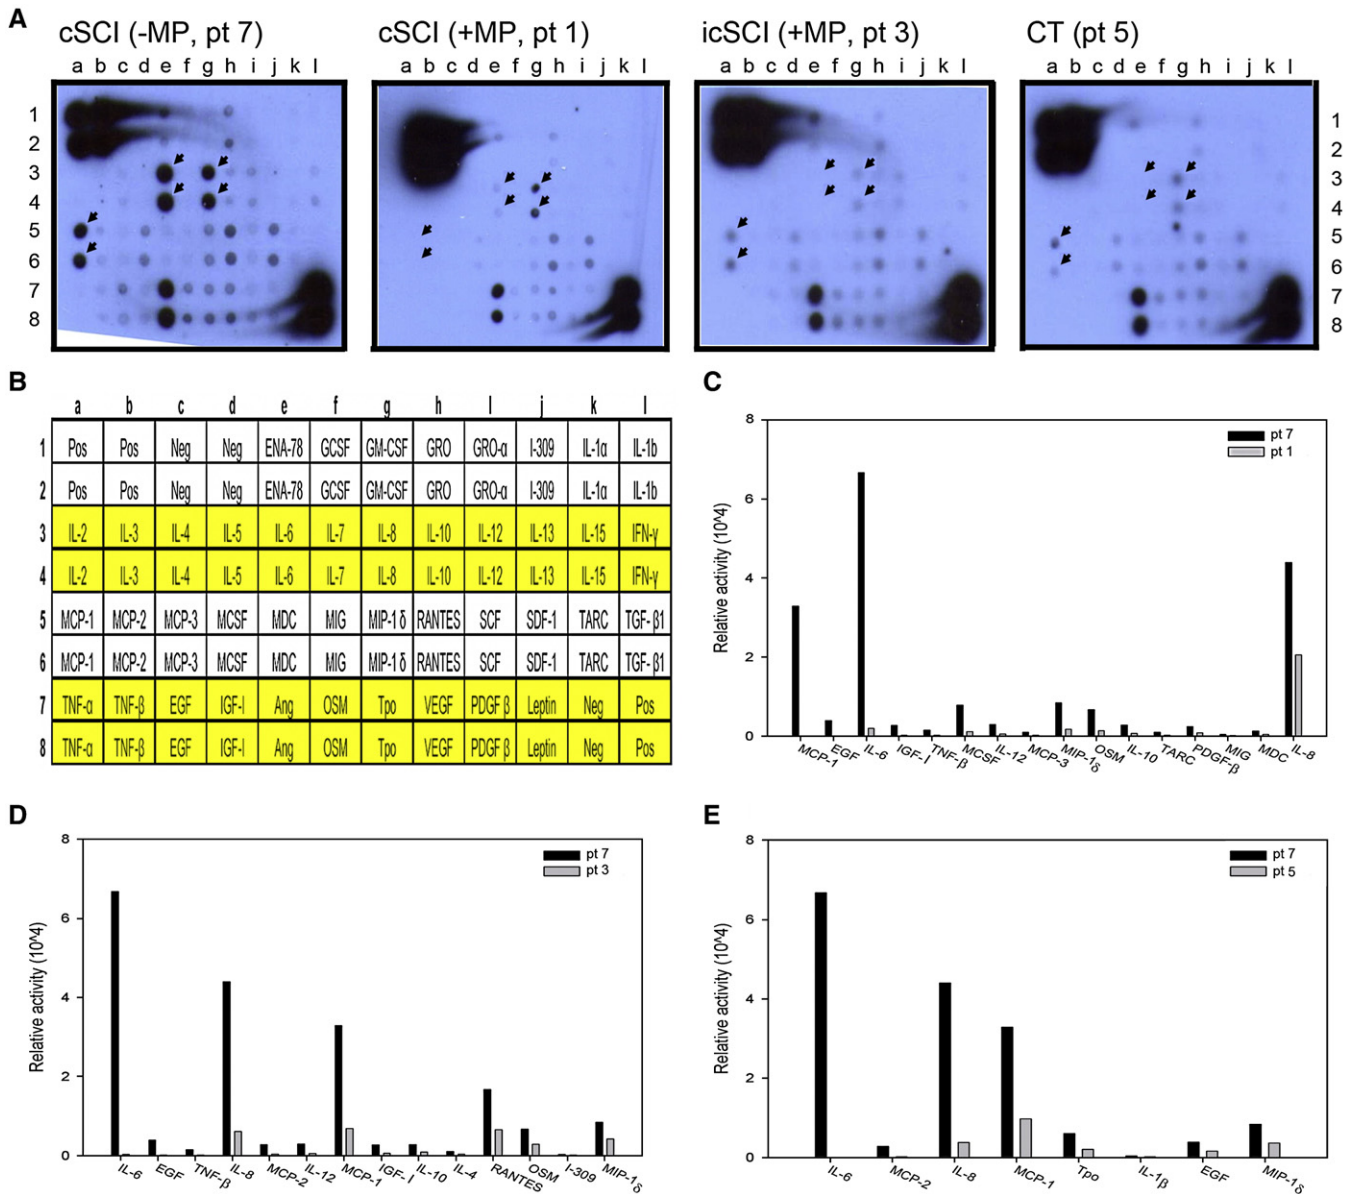 A
cSCI (-MP, pt 7)
cSCI (+MP, pt 1)
icSCI (+MP, pt 3)
CT (pt 5)
a b c d e f g h i j k l
a b c d e f g h i j k l
a b c d e f g h i j k l
a b c d e f g h i j k l
1 1
2 2
3 3
4 4
5 5
6 6
7 7
8 8
B
a b c d e f g h I j k l
1 Pos Pos Neg Neg ENA-78 GCSF GM-CSF GRO GRO-α I-309 IL-1α IL-1b
2 Pos Pos Neg Neg ENA-78 GCSF GM-CSF GRO GRO-α I-309 IL-1α IL-1b
3 IL-2 IL-3 IL-4 IL-5 IL-6 IL-7 IL-8 IL-10 IL-12 IL-13 IL-15 IFN-γ
4 IL-2 IL-3 IL-4 IL-5 IL-6 IL-7 IL-8 IL-10 IL-12 IL-13 IL-15 IFN-γ
5 MCP-1 MCP-2 MCP-3 MCSF MDC MIG MIP-1 δ RANTES SCF SDF-1 TARC TGF- β1
6 MCP-1 MCP-2 MCP-3 MCSF MDC MIG MIP-1 δ RANTES SCF SDF-1 TARC TGF- β1
7 TNF-α TNF-β EGF IGF-I Ang OSM Tpo VEGF PDGF β Leptin Neg Pos
8 TNF-α TNF-β EGF IGF-I Ang OSM Tpo VEGF PDGF β Leptin Neg Pos
C
Relative activity (10^4)
8
6
4
2
0
pt 7
pt 1
MCP-1 EGF IL-6 IGF-I TNF-β MCSF IL-12 MCP-3 MIP-1δ OSM IL-10 TARC PDGF-β MIG MDC IL-8
D
Relative activity (10^4)
8
6
4
2
0
pt 7
pt 3
IL-6 EGF TNF-β IL-8 MCP-2 IL-12 MCP-1 IGF-I IL-10 IL-4 RANTES OSM I-309 MIP-1δ
E
Relative activity (10^4)
8
6
4
2
0
pt 7
pt 5
IL-6 MCP-2 IL-8 MCP-1 Tpo IL-1β EGF MIP-1δ